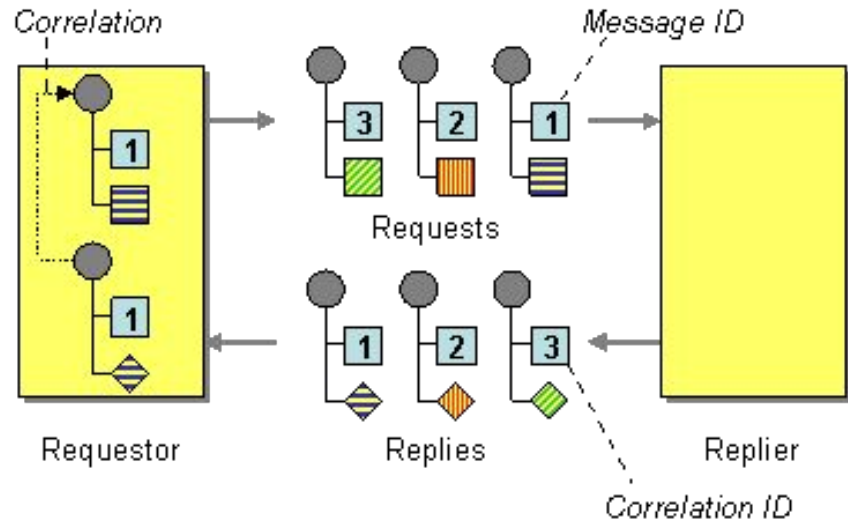 Correlation
Message ID
3 2 1
1
Requests
1
1 2 3
Requestor
Replies
Replier
Correlation ID